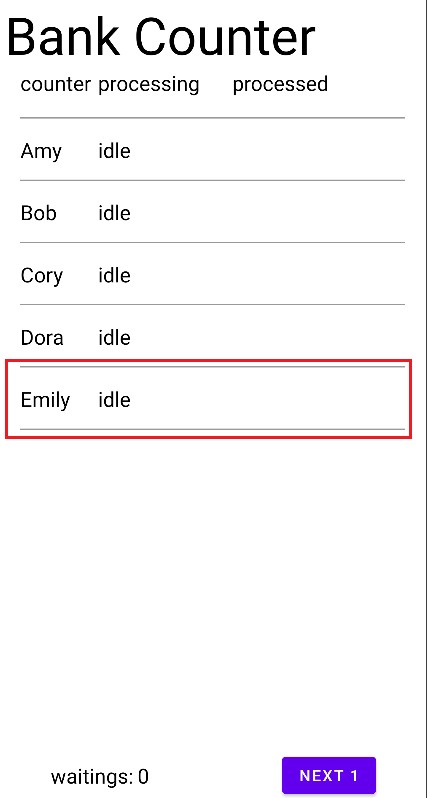 Bank Counter
counter processing processed
Amy idle
Bob idle
Cory idle
Dora idle
Emily idle
waitings: 0 NEXT 1